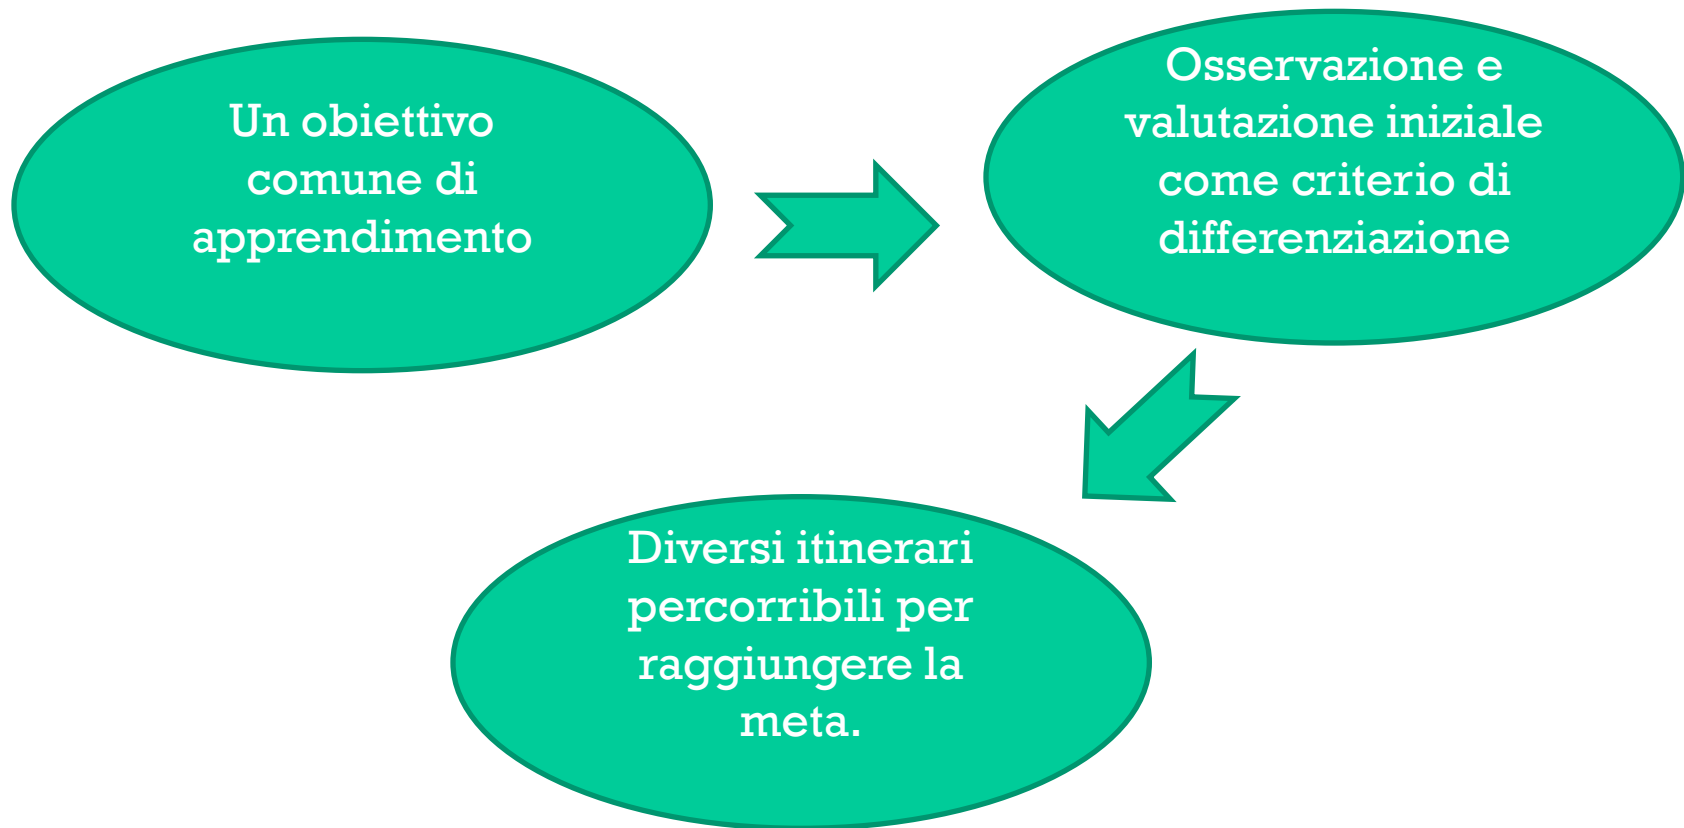 Un obiettivo
comune di
apprendimento
Osservazione e
valutazione iniziale
come criterio di
differenziazione
Diversi itinerari
percorribili per
raggiungere la
meta.